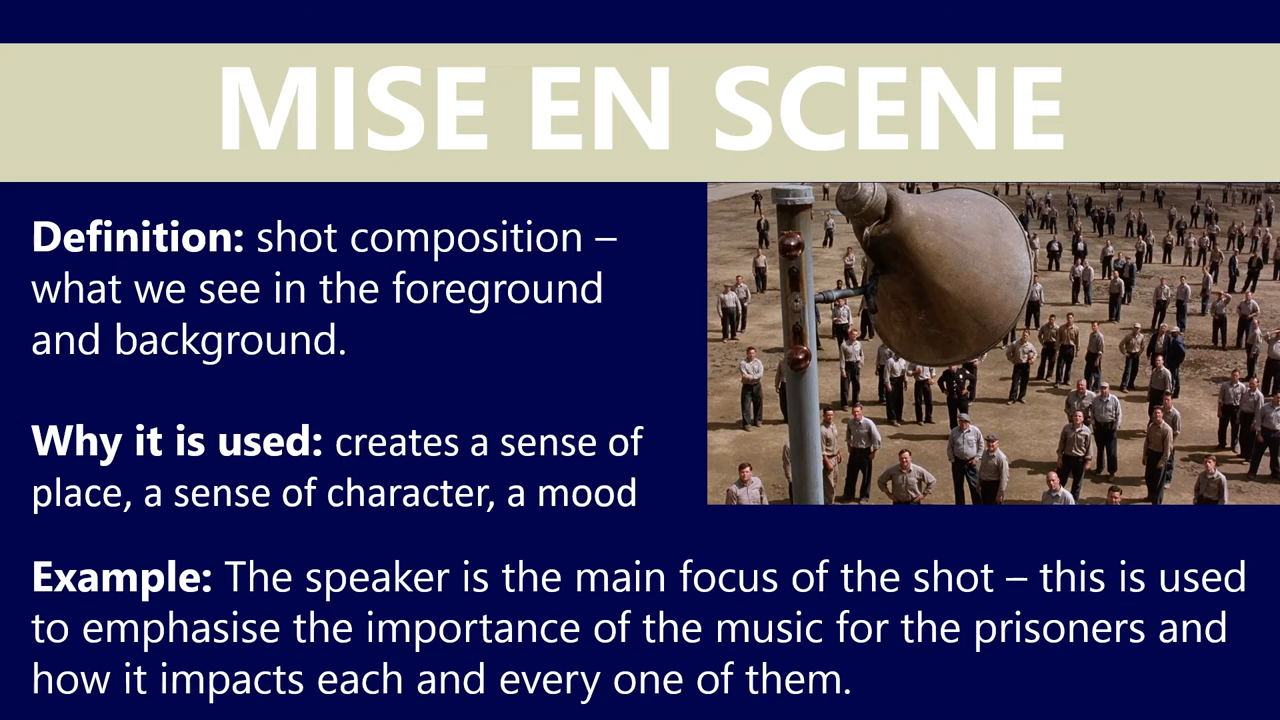 MISE EN SCENE
Definition: shot composition –
what we see in the foreground
and background.
Why it is used: creates a sense of
place, a sense of character, a mood
Example: The speaker is the main focus of the shot – this is used
to emphasise the importance of the music for the prisoners and
how it impacts each and every one of them.